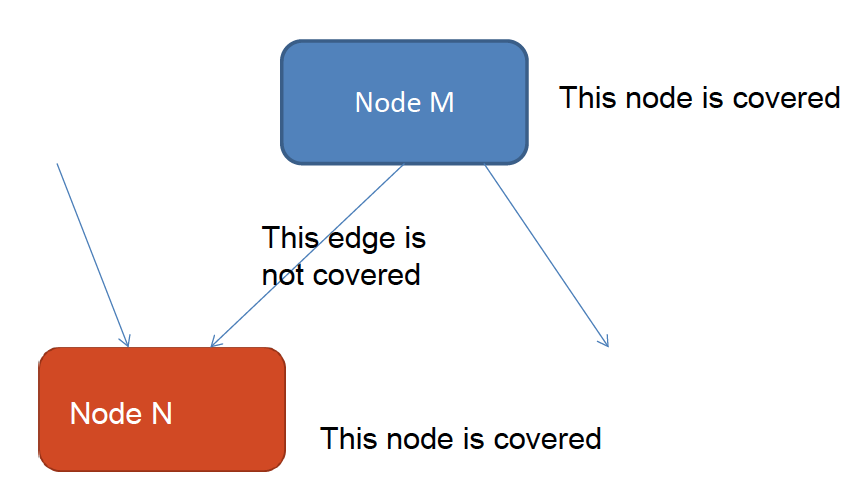 Node M
This node is covered
This edge is
not covered
Node N
This node is covered